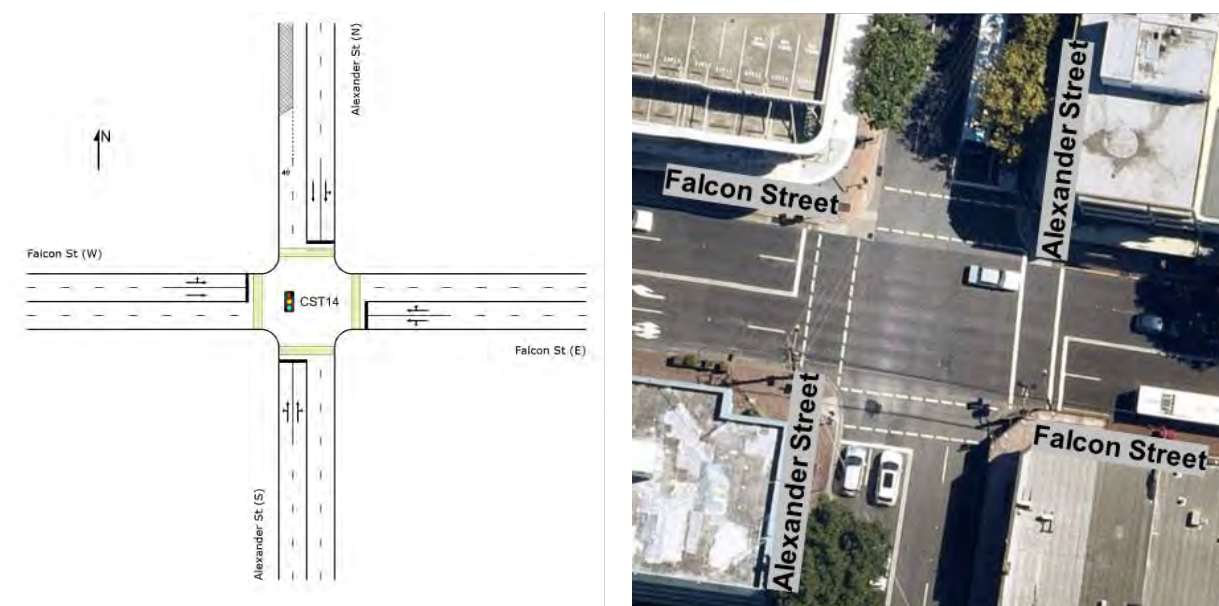 Alexander St (N)
N
40
Falcon St (W)
CST14
Falcon St (E)
Alexander St (S)
Alexander Street
Falcon Street
Alexander Street
Falcon Street